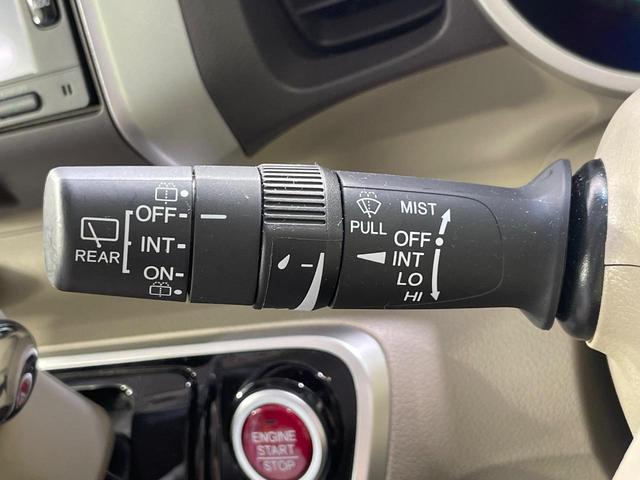 OFF
INT
REAR
ON
MIST
PULL
OFF
INT
LO
HI
ENGINE
START
STOP